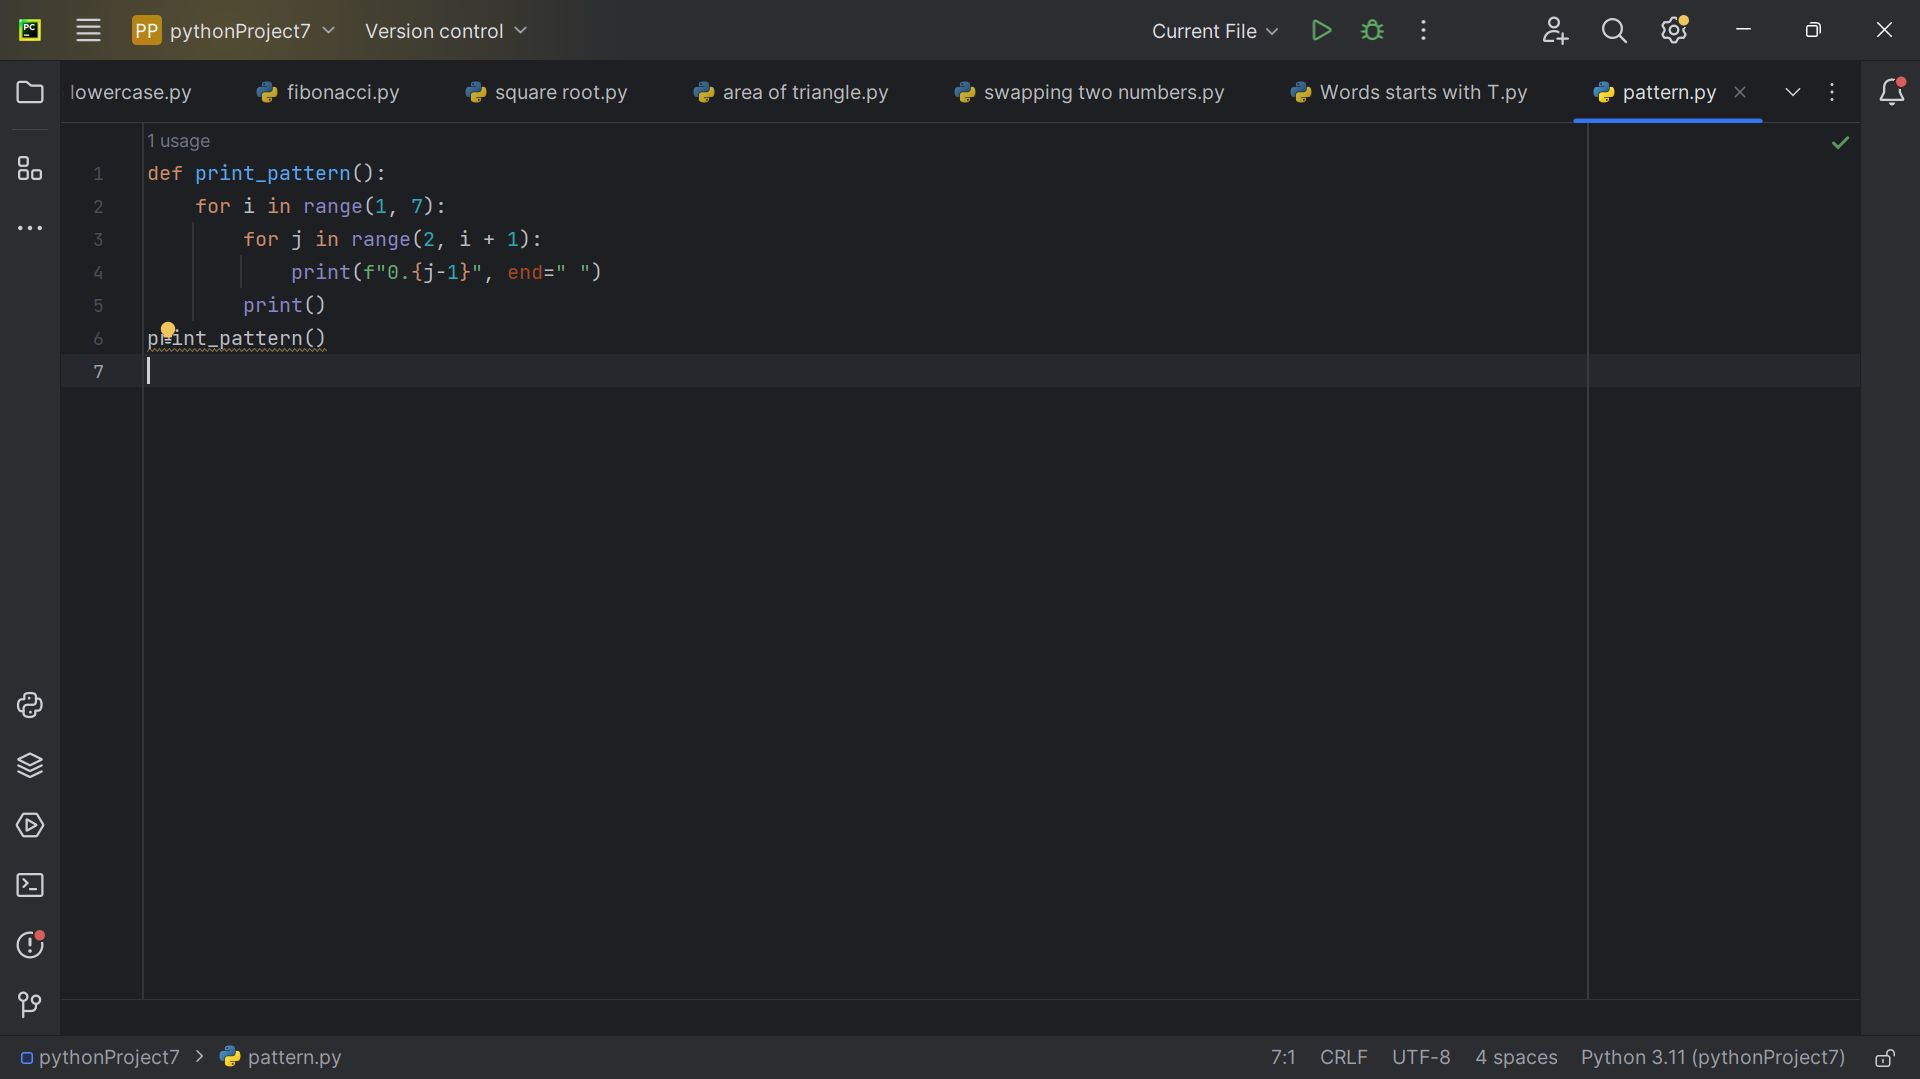 PC
PP pythonProject7 Version control Current File
lowercase.py fibonacci.py square root.py area of triangle.py swapping two numbers.py Words starts with T.py pattern.py
1 usage
1 def print_pattern():
2 for i in range(1, 7):
3 for j in range(2, i + 1):
4 print(f"0.{j-1}", end=" ")
5 print()
6 print_pattern()
7
pythonProject7 > pattern.py 7:1 CRLF UTF-8 4 spaces Python 3.11 (pythonProject7)